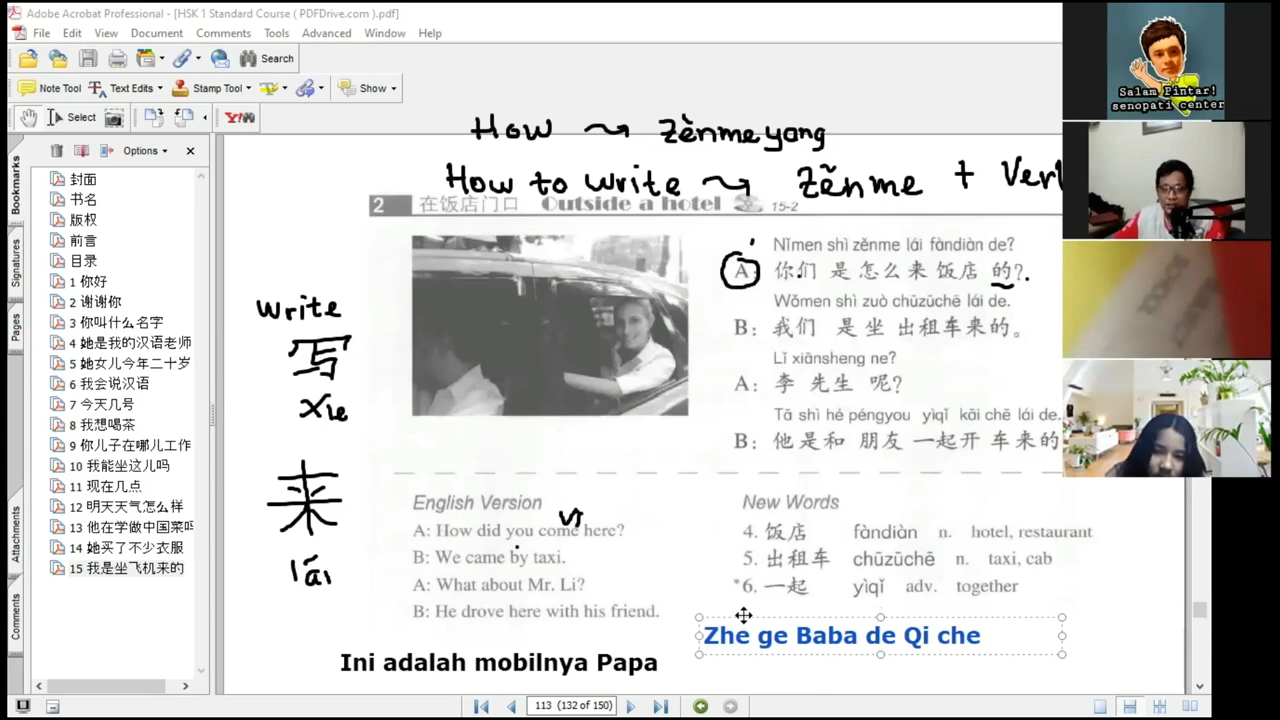 Adobe Acrobat Professional - [HSK 1 Standard Course ( PDFDrive.com ).pdf]
File Edit View Document Comments Tools Advanced Window Help
Search
Note Tool Text Edits Stamp Tool Show
Select Y!
Options
Bookmarks
Signatures
Pages
Attachments
Comments
封面
书名
版权
前言
目录
1 你好
2 谢谢你
3 你叫什么名字
4 她是我的汉语老师
5 她女儿今年二十岁
6 我会说汉语
7 今天几号
8 我想喝茶
9 你儿子在哪儿工作
10 我能坐这儿吗
11 现在几点
12 明天天气怎么样
13 他在学做中国菜吗
14 她买了不少衣服
15 我是坐飞机来的
How zènmeyang
How to write zěnme + Verb
2 在饭店门口 Outside a hotel 15-2
write
写
xie
来
lái
Nǐmen shì zěnme lái fàndiàn de?
A: 你们 是 怎么 来 饭店 的?
Wǒmen shì zuò chūzūchē lái de.
B: 我们 是 坐 出租车 来 的。
Lǐ xiānsheng ne?
A: 李 先生 呢?
Tā shì hé péngyou yìqǐ kāi chē lái de.
B: 他 是 和 朋友 一起 开 车 来 的
English Version
A: How did you come here?
B: We came by taxi.
A: What about Mr. Li?
B: He drove here with his friend.
New Words
4. 饭店 fàndiàn n. hotel, restaurant
5. 出租车 chūzūchē n. taxi, cab
*6. 一起 yìqǐ adv. together
Zhe ge Baba de Qi che
Ini adalah mobilnya Papa
113 (132 of 150)
Salam Pintar!
senopati center